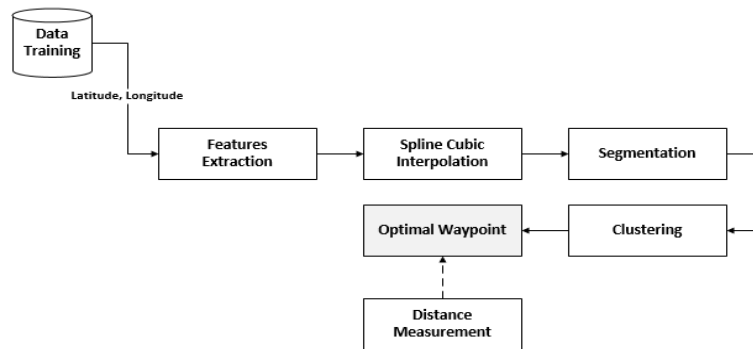 Data
Training
Latitude, Longitude
Features
Extraction
Spline Cubic
Interpolation
Segmentation
Optimal Waypoint
Clustering
Distance
Measurement